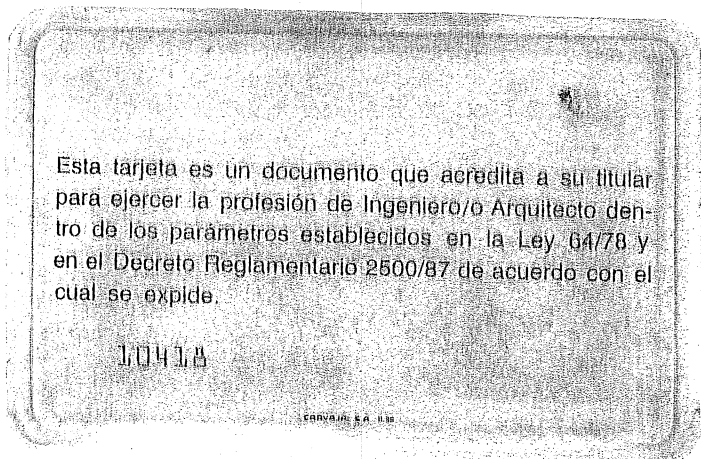 Esta tarjeta es un documento que acredita a su titular
para ejercer la profesión de Ingeniero/o Arquitecto den-
tro de los parámetros establecidos en la Ley 64/78 y
en el Decreto Reglamentario 2500/87 de acuerdo con el
cual se expide.
10418
CARVAJAL S.A.